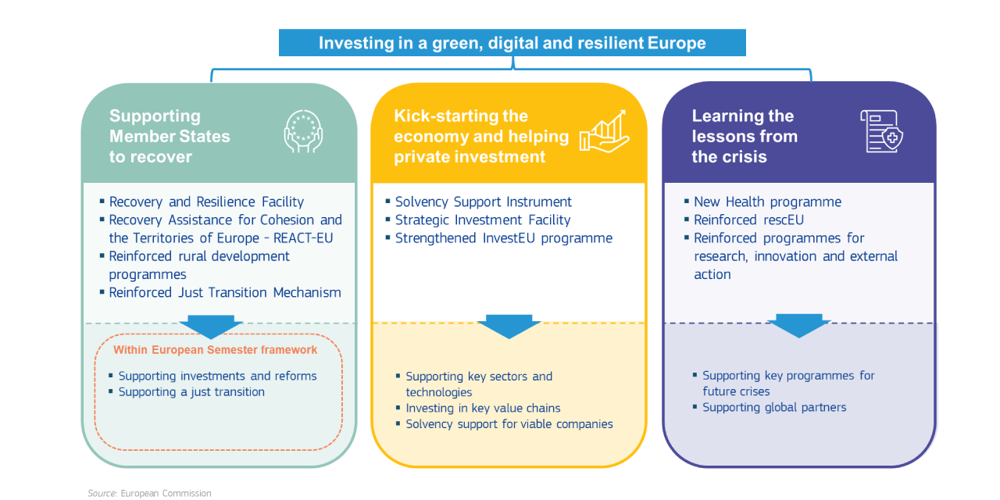 Investing in a green, digital and resilient Europe
Supporting
Member States
to recover
▪ Recovery and Resilience Facility
▪ Recovery Assistance for Cohesion and
the Territories of Europe - REACT-EU
▪ Reinforced rural development
programmes
▪ Reinforced Just Transition Mechanism
Within European Semester framework
▪ Supporting investments and reforms
▪ Supporting a just transition
Kick-starting the
economy and helping
private investment
▪ Solvency Support Instrument
▪ Strategic Investment Facility
▪ Strengthened InvestEU programme
▪ Supporting key sectors and
technologies
▪ Investing in key value chains
▪ Solvency support for viable companies
Learning the
lessons from
the crisis
▪ New Health programme
▪ Reinforced rescEU
▪ Reinforced programmes for
research, innovation and external
action
▪ Supporting key programmes for
future crises
▪ Supporting global partners
Source: European Commission